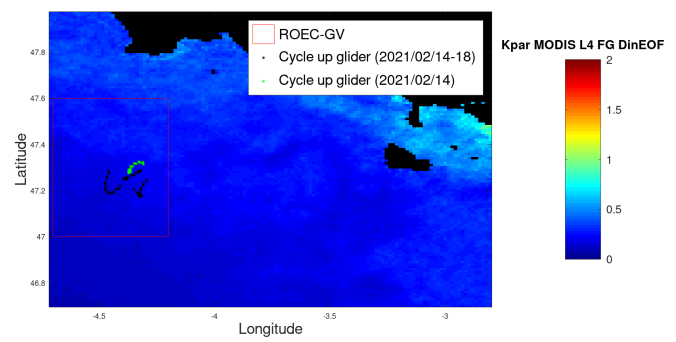 ROEC-GV
Cycle up glider (2021/02/14-18)
Cycle up glider (2021/02/14)
Kpar MODIS L4 FG DinEOF
Latitude
47.8
47.6
47.4
47.2
47
46.8
-4.5
-4
-3.5
-3
Longitude
2
1.5
1
0.5
0